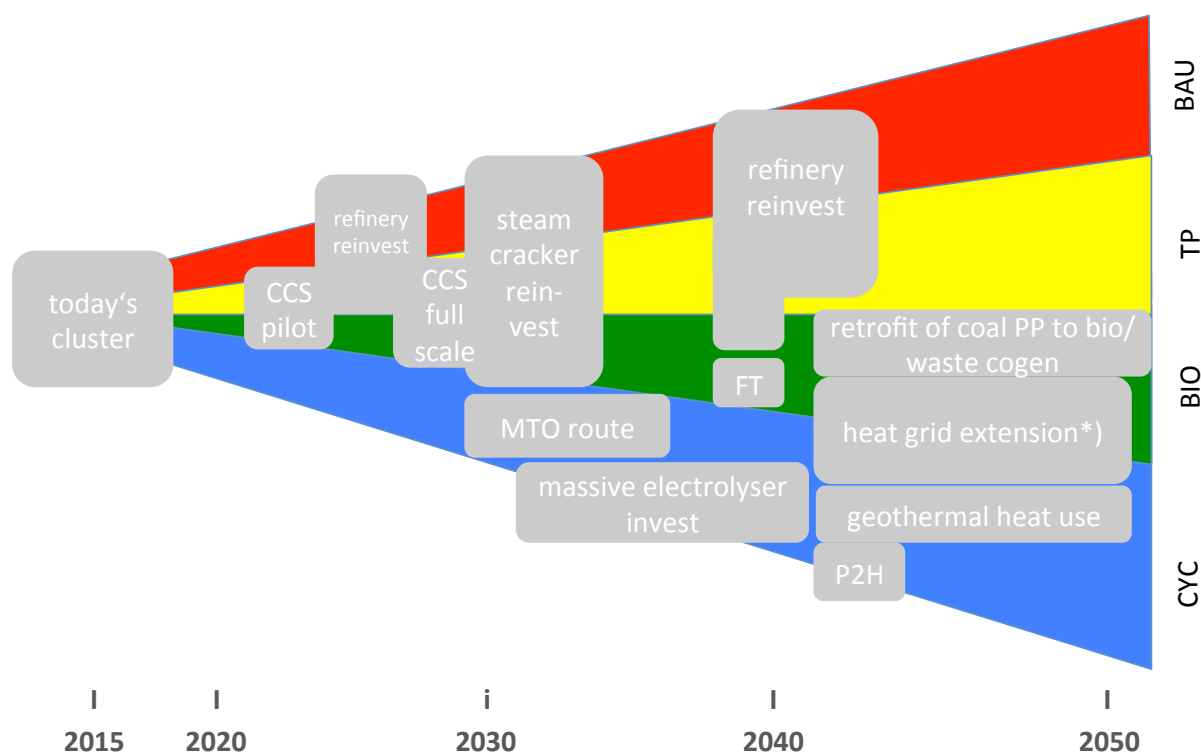 BAU
TP
BIO
CYC
today‘s
cluster
CCS
pilot
refinery
reinvest
CCS
full
scale
steam
cracker
rein-
vest
MTO route
massive electrolyser
invest
refinery
reinvest
FT
retrofit of coal PP to bio/
waste cogen
heat grid extension*)
geothermal heat use
P2H
I I i I I
2015 2020 2030 2040 2050